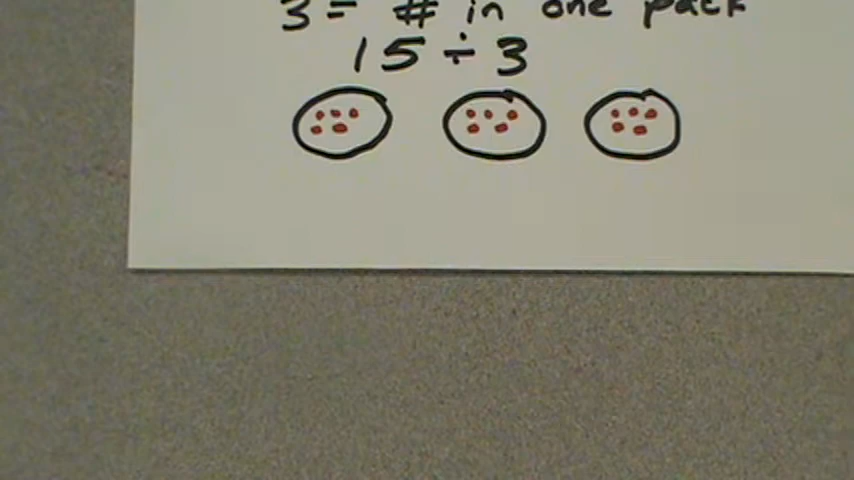 3 = # in one pack
15 ÷ 3